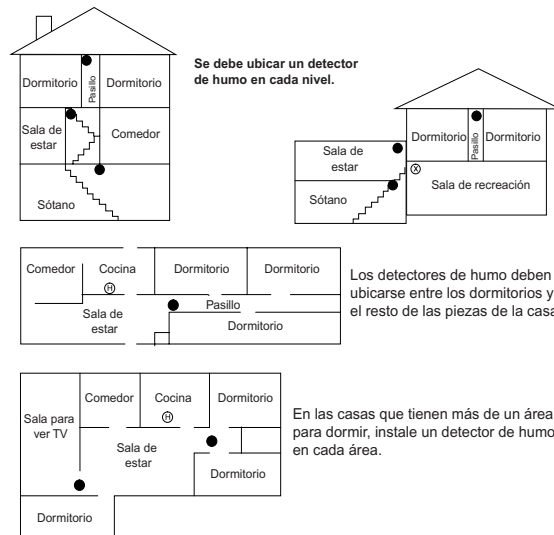 Se debe ubicar un detector
de humo en cada nivel.
Dormitorio
Pasillo
Dormitorio
Sala de
estar
Comedor
Sótano
Dormitorio
Pasillo
Dormitorio
Sala de
estar
X
Sala de recreación
Sótano
Comedor
Cocina
H
Dormitorio
Dormitorio
Pasillo
Sala de
estar
Dormitorio
Los detectores de humo deben
ubicarse entre los dormitorios y
el resto de las piezas de la casa
Sala para
ver TV
Comedor
Cocina
H
Dormitorio
Sala de
estar
Dormitorio
Dormitorio
En las casas que tienen más de un área
para dormir, instale un detector de humo
en cada área.